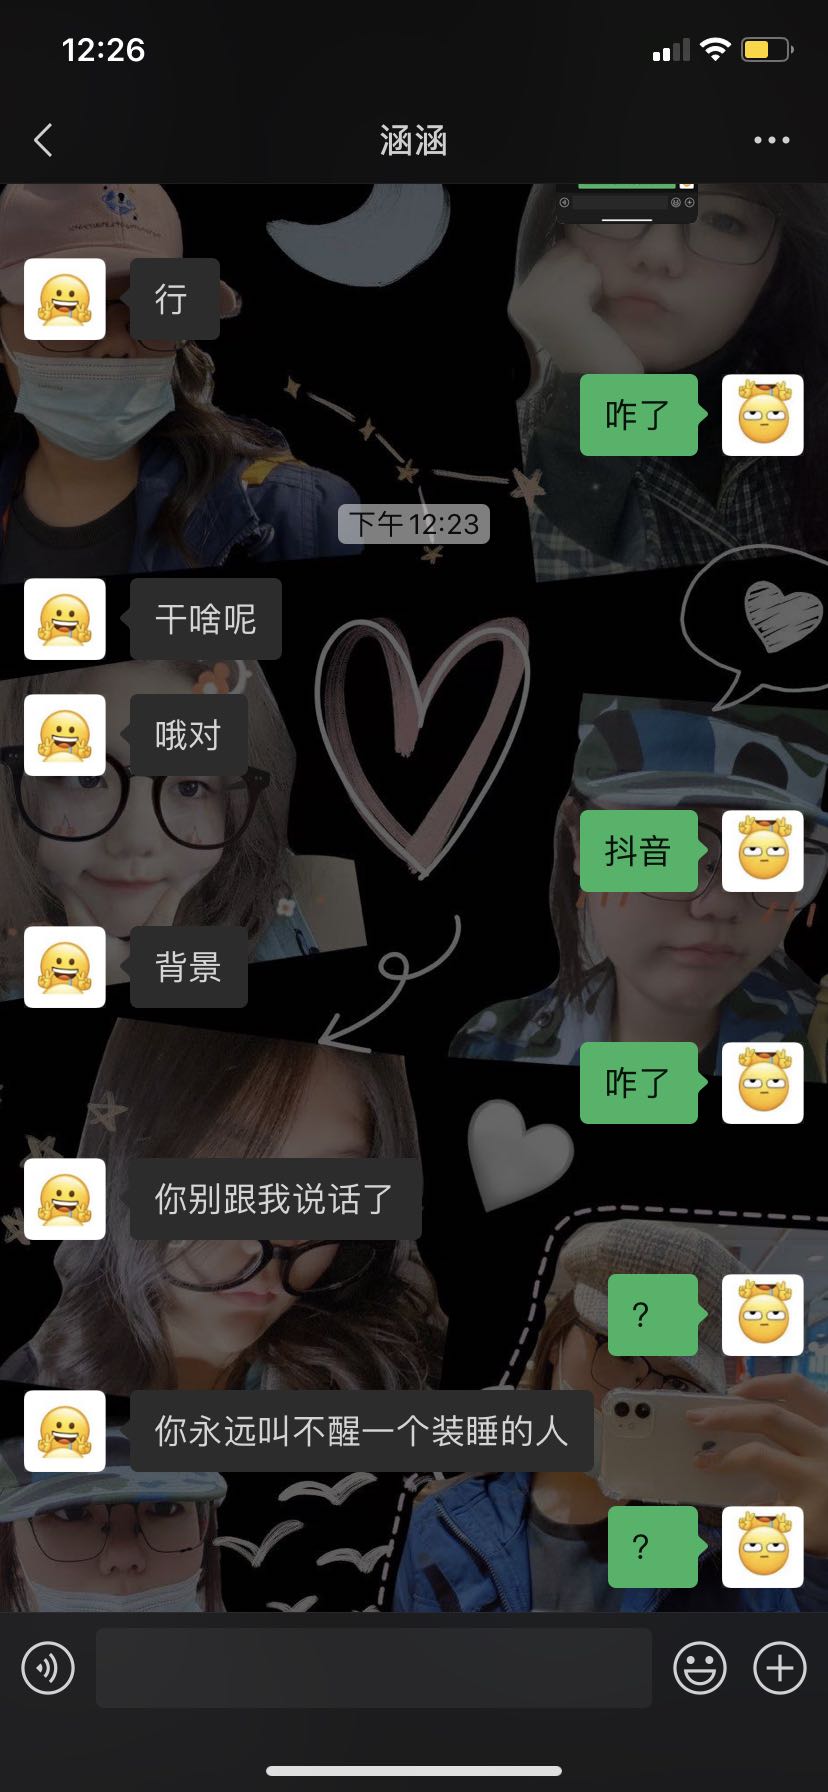 12:26
涵涵
行
咋了
下午12:23
干啥呢
哦对
抖音
背景
咋了
你别跟我说话了
？
你永远叫不醒一个装睡的人
？